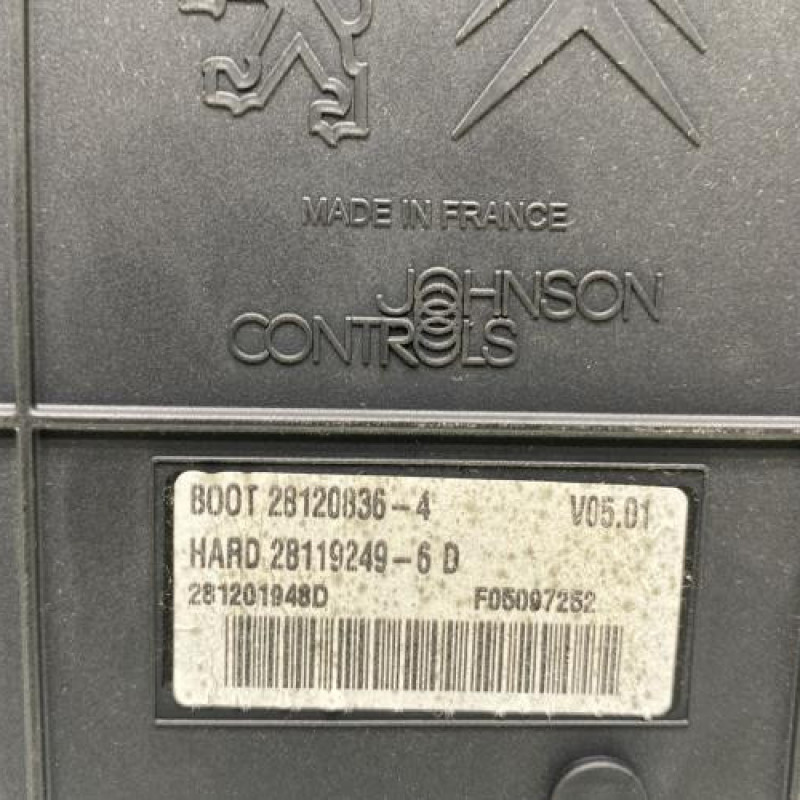 MADE IN FRANCE
JOHNSON
CONTROLS
BOOT 28120836-4 V05.01
HARD 28119249-6 D
281201948D F05097252